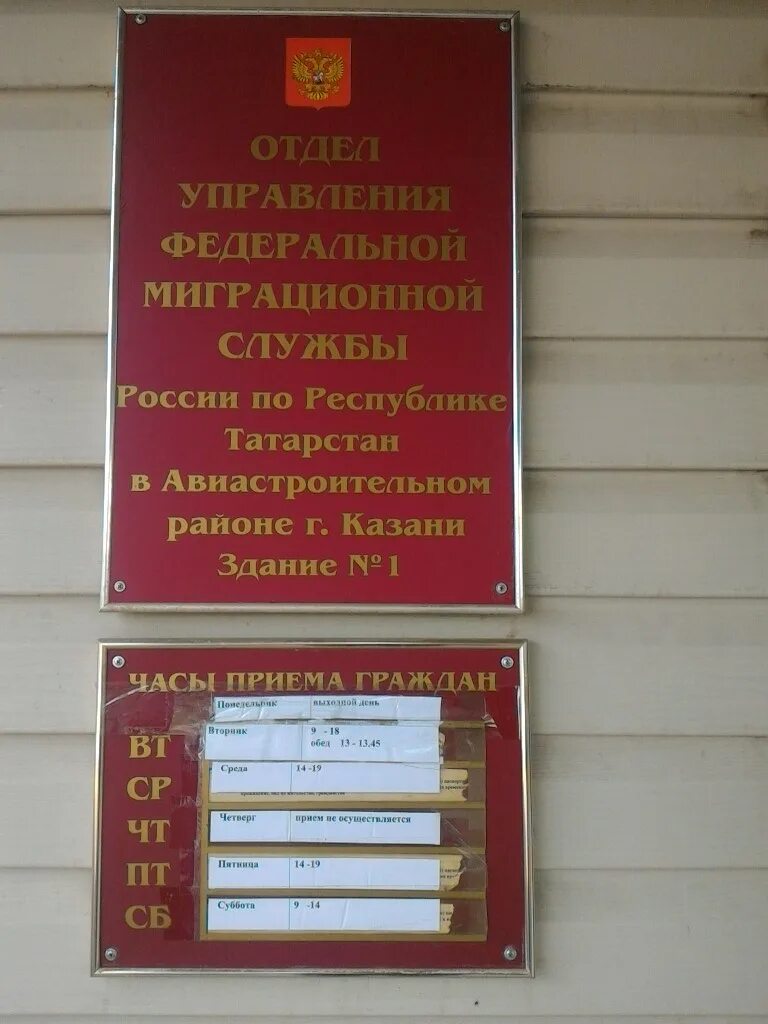 ОТДЕЛ
УПРАВЛЕНИЯ
ФЕДЕРАЛЬНОЙ
МИГРАЦИОННОЙ
СЛУЖБЫ
России по Республике
Татарстан
в Авиастроительном
районе г. Казани
Здание №1
ЧАСЫ ПРИЕМА ГРАЖДАН
Понедельник выходной день
ВТ Вторник 9 - 18
обед 13 - 13.45
СР Среда 14 -19
ЧТ Четверг прием не осуществляется
ПТ Пятница 14 -19
СБ Суббота 9 -14